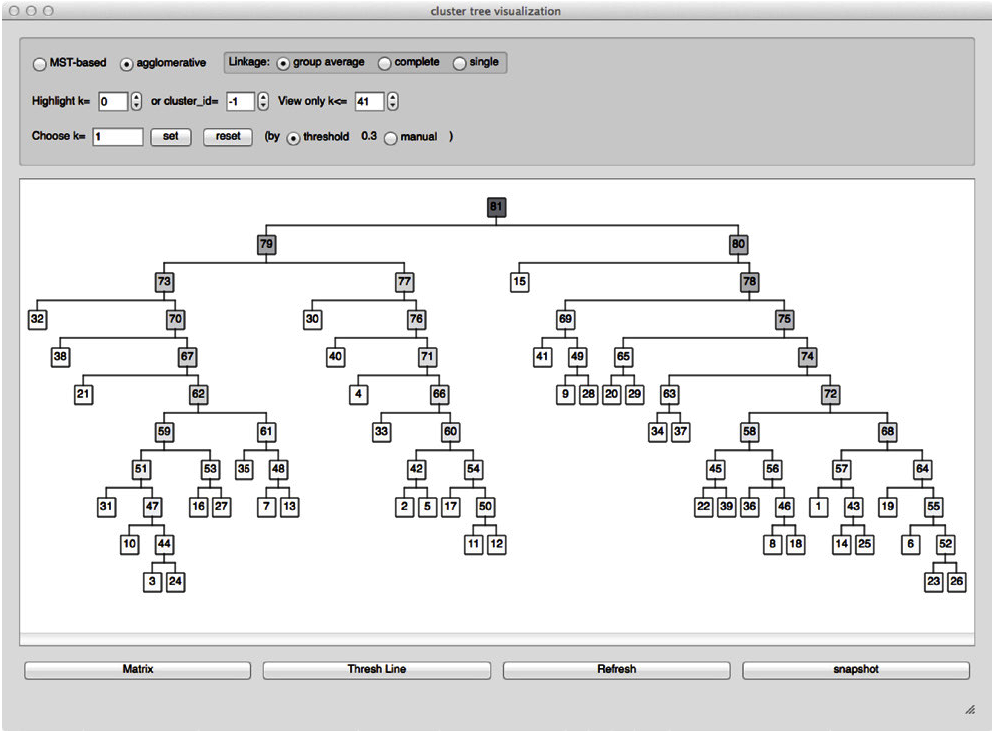 cluster tree visualization
MST-based agglomerative Linkage: group average complete single
Highlight k= 0 or cluster_id= -1 View only k<= 41
Choose k= 1 set reset (by threshold 0.3 manual )
81
79 80
73 77 15 78
32 70 30 76 69 75
38 67 40 71 41 49 65 74
21 62 4 66 9 28 20 29 63 72
59 61 33 60 34 37 58 68
51 53 35 48 42 54 45 56 57 64
31 47 16 27 7 13 2 5 17 50 22 39 36 46 1 43 19 55
10 44 11 12 8 18 14 25 6 52
3 24 23 26
Matrix Thresh Line Refresh snapshot